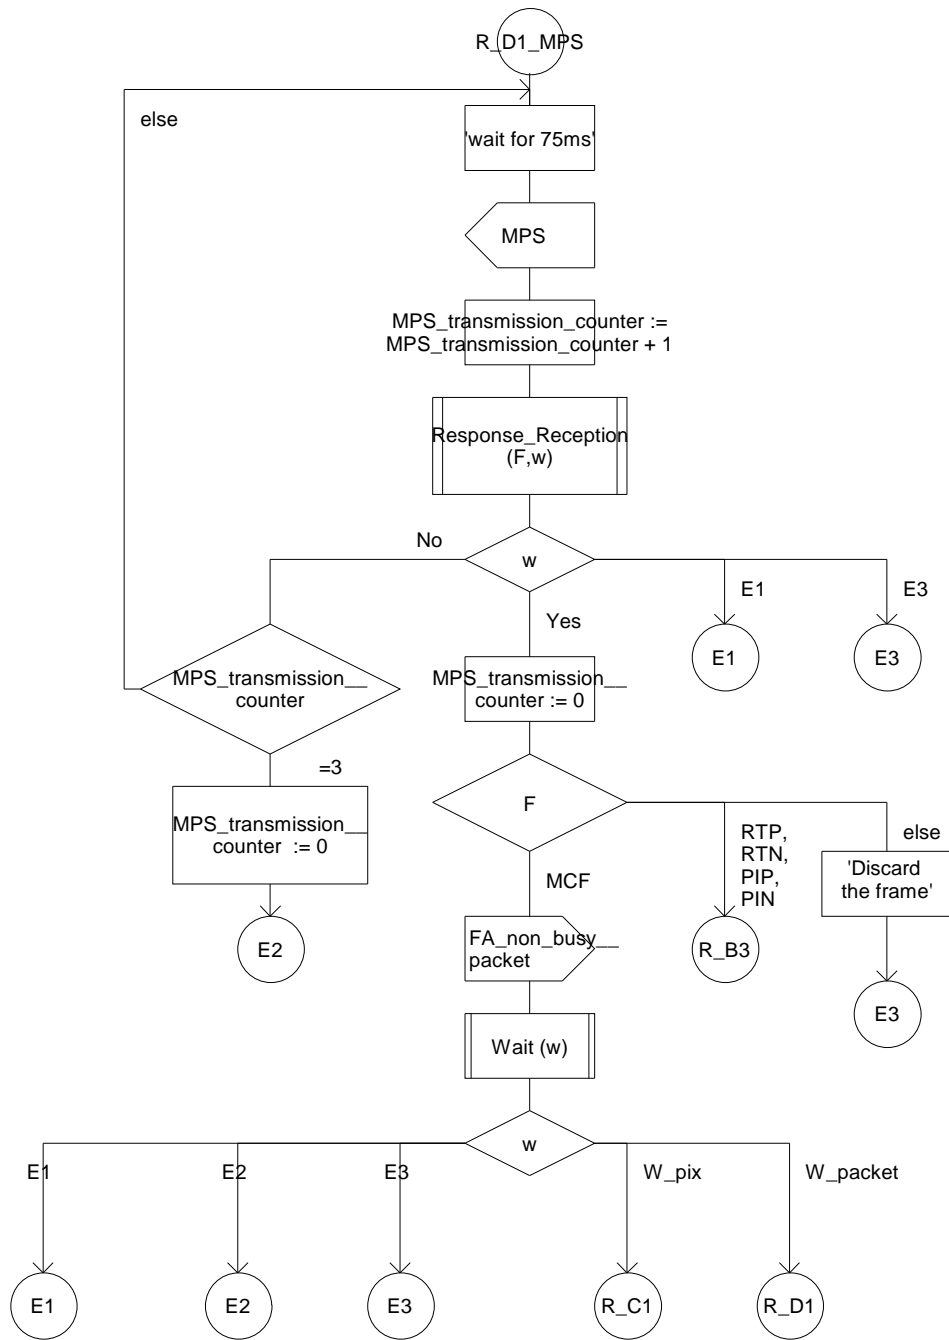 R_D1_MPS
else
'wait for 75ms'
MPS
MPS_transmission_counter :=
MPS_transmission_counter + 1
Response_Reception
(F,w)
No
w
E1
E3
Yes
E1
E3
MPS_transmission__
counter
MPS_transmission__
counter := 0
=3
F
MPS_transmission__
counter := 0
RTP,
RTN,
PIP,
PIN
else
'Discard
the frame'
MCF
E2
FA_non_busy__
packet
R_B3
E3
Wait (w)
w
E1
E2
E3
W_pix
W_packet
E1
E2
E3
R_C1
R_D1